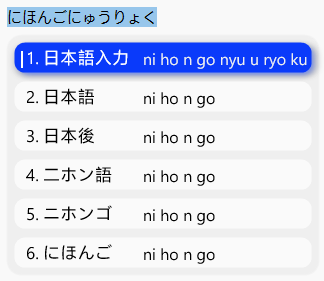 にほんごにゅうりょく
1. 日本語入力 ni ho n go nyu u ryo ku
2. 日本語 ni ho n go
3. 日本後 ni ho n go
4. 二ホン語 ni ho n go
5. ニホンゴ ni ho n go
6. にほんご ni ho n go